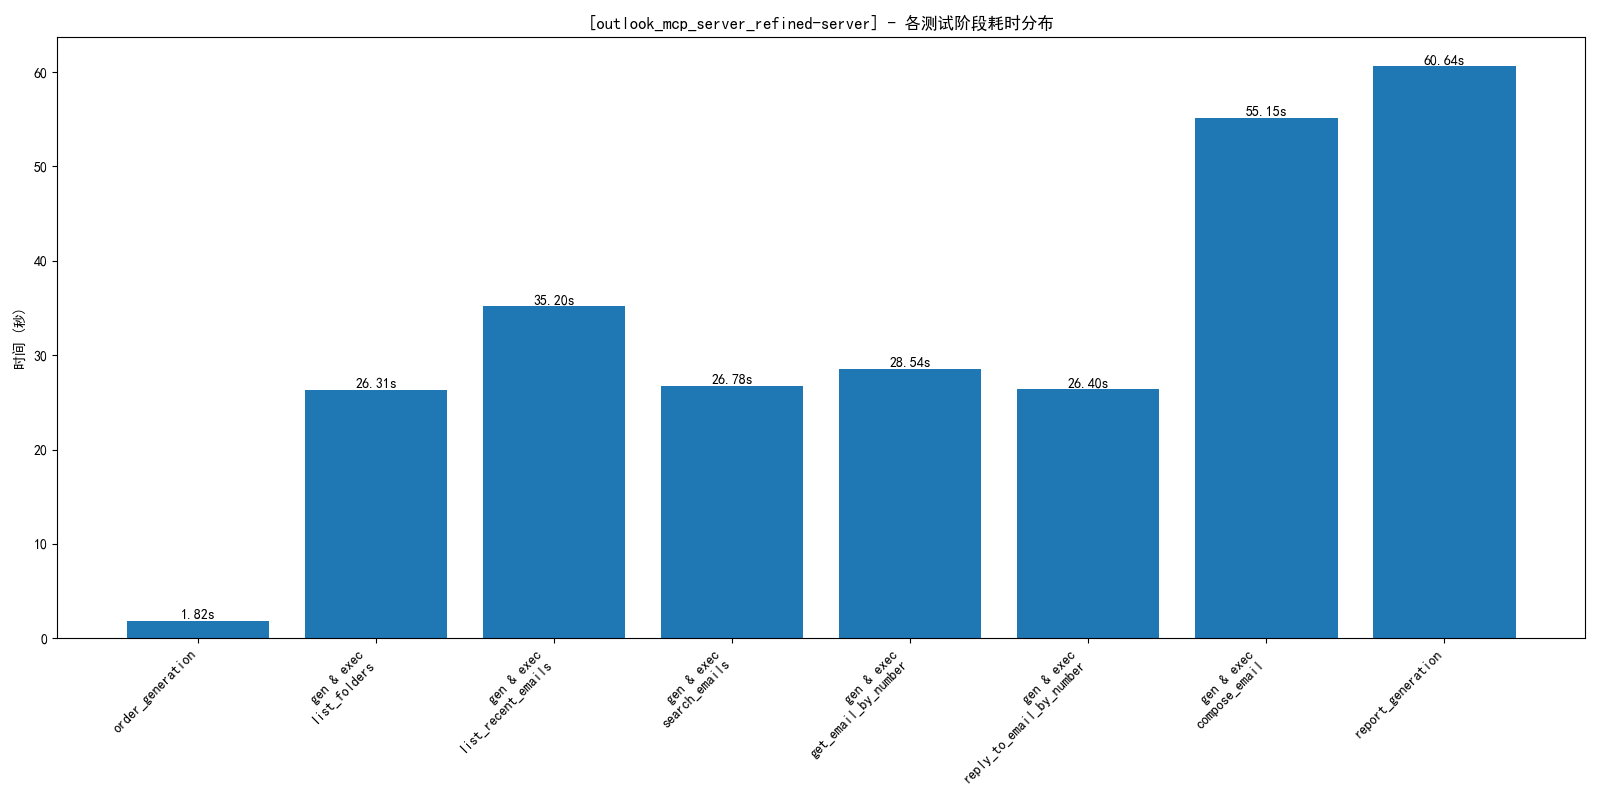 [outlook_mcp_server_refined-server] - 各测试阶段耗时分布
时间 (秒)
60
50
40
30
20
10
0
1.82s
26.31s
35.20s
26.78s
28.54s
26.40s
55.15s
60.64s
order_generation
gen & exec
list_folders
gen & exec
list_recent_emails
gen & exec
search_emails
gen & exec
get_email_by_number
gen & exec
reply_to_email_by_number
gen & exec
compose_email
report_generation